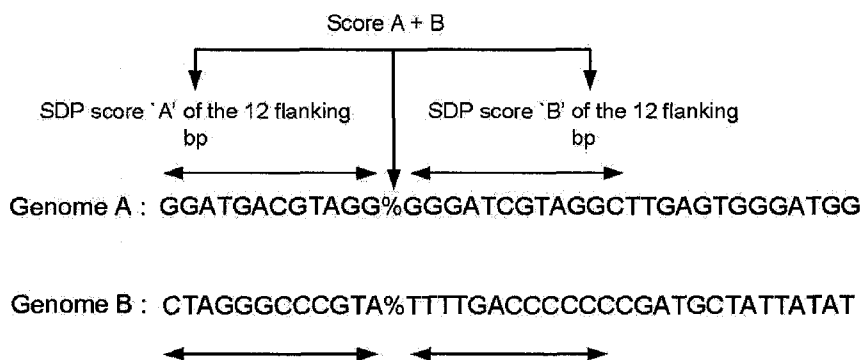 Score A + B
SDP score `A' of the 12 flanking bp
SDP score `B' of the 12 flanking bp
Genome A : GGATGACGTAGG%GGGATCGTAGGCTTGAGTGGGATGG
Genome B : CTAGGGCCCGTA%TTTTGACCCCCCCGATGCTATTATAT